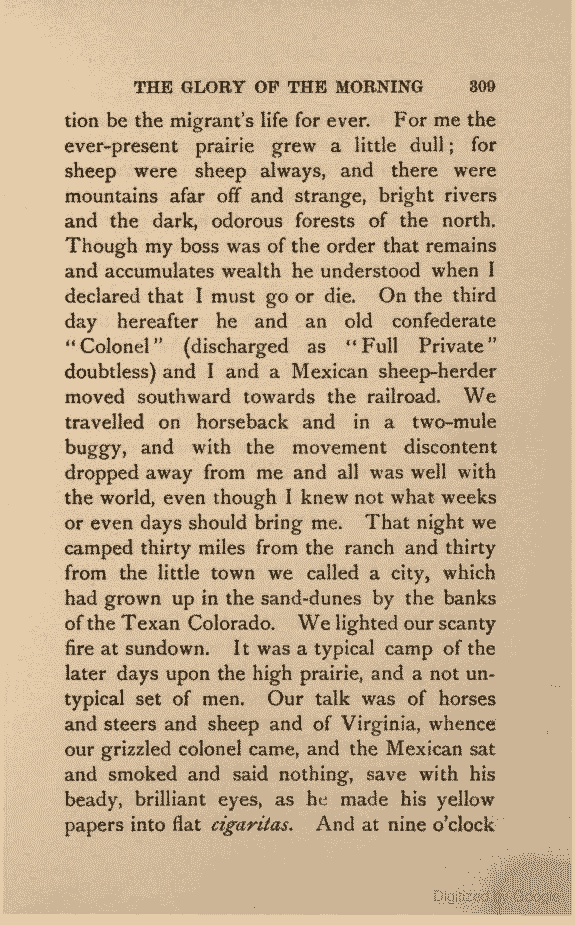 THE GLORY OF THE MORNING 309
tion be the migrant's life for ever. For me the
ever-present prairie grew a little dull; for
sheep were sheep always, and there were
mountains afar off and strange, bright rivers
and the dark, odorous forests of the north.
Though my boss was of the order that remains
and accumulates wealth he understood when I
declared that I must go or die. On the third
day hereafter he and an old confederate
"Colonel" (discharged as "Full Private"
doubtless) and I and a Mexican sheep-herder
moved southward towards the railroad. We
travelled on horseback and in a two-mule
buggy, and with the movement discontent
dropped away from me and all was well with
the world, even though I knew not what weeks
or even days should bring me. That night we
camped thirty miles from the ranch and thirty
from the little town we called a city, which
had grown up in the sand-dunes by the banks
of the Texan Colorado. We lighted our scanty
fire at sundown. It was a typical camp of the
later days upon the high prairie, and a not un-
typical set of men. Our talk was of horses
and steers and sheep and of Virginia, whence
our grizzled colonel came, and the Mexican sat
and smoked and said nothing, save with his
beady, brilliant eyes, as he made his yellow
papers into flat cigaritas. And at nine o'clock
Digitized by Google